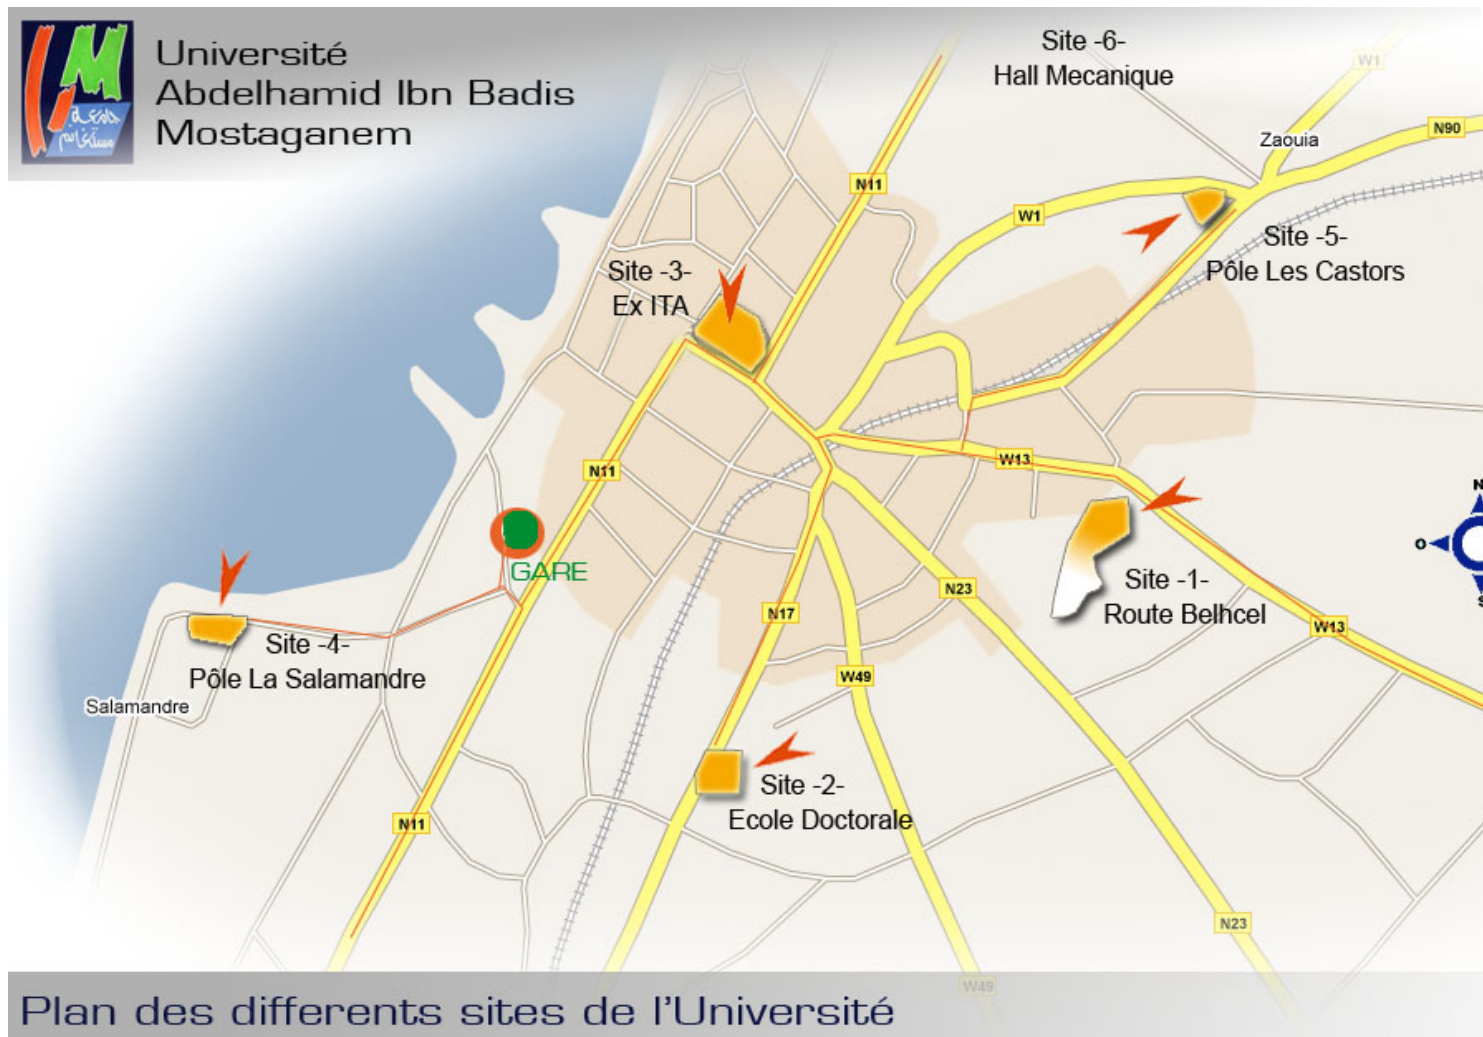 Université
Abdelhamid Ibn Badis
Mostaganem
جامعة
مستغانم
Site -6-
Hall Mecanique
W1
N90
Zaouia
N11
W1
Site -5-
Pôle Les Castors
Site -3-
Ex ITA
N11
W13
N
O
S
GARE
Site -1-
Route Belhcel
N23
N17
W13
Site -4-
Pôle La Salamandre
W49
Salamandre
Site -2-
Ecole Doctorale
N11
N23
W49
Plan des differents sites de l'Université